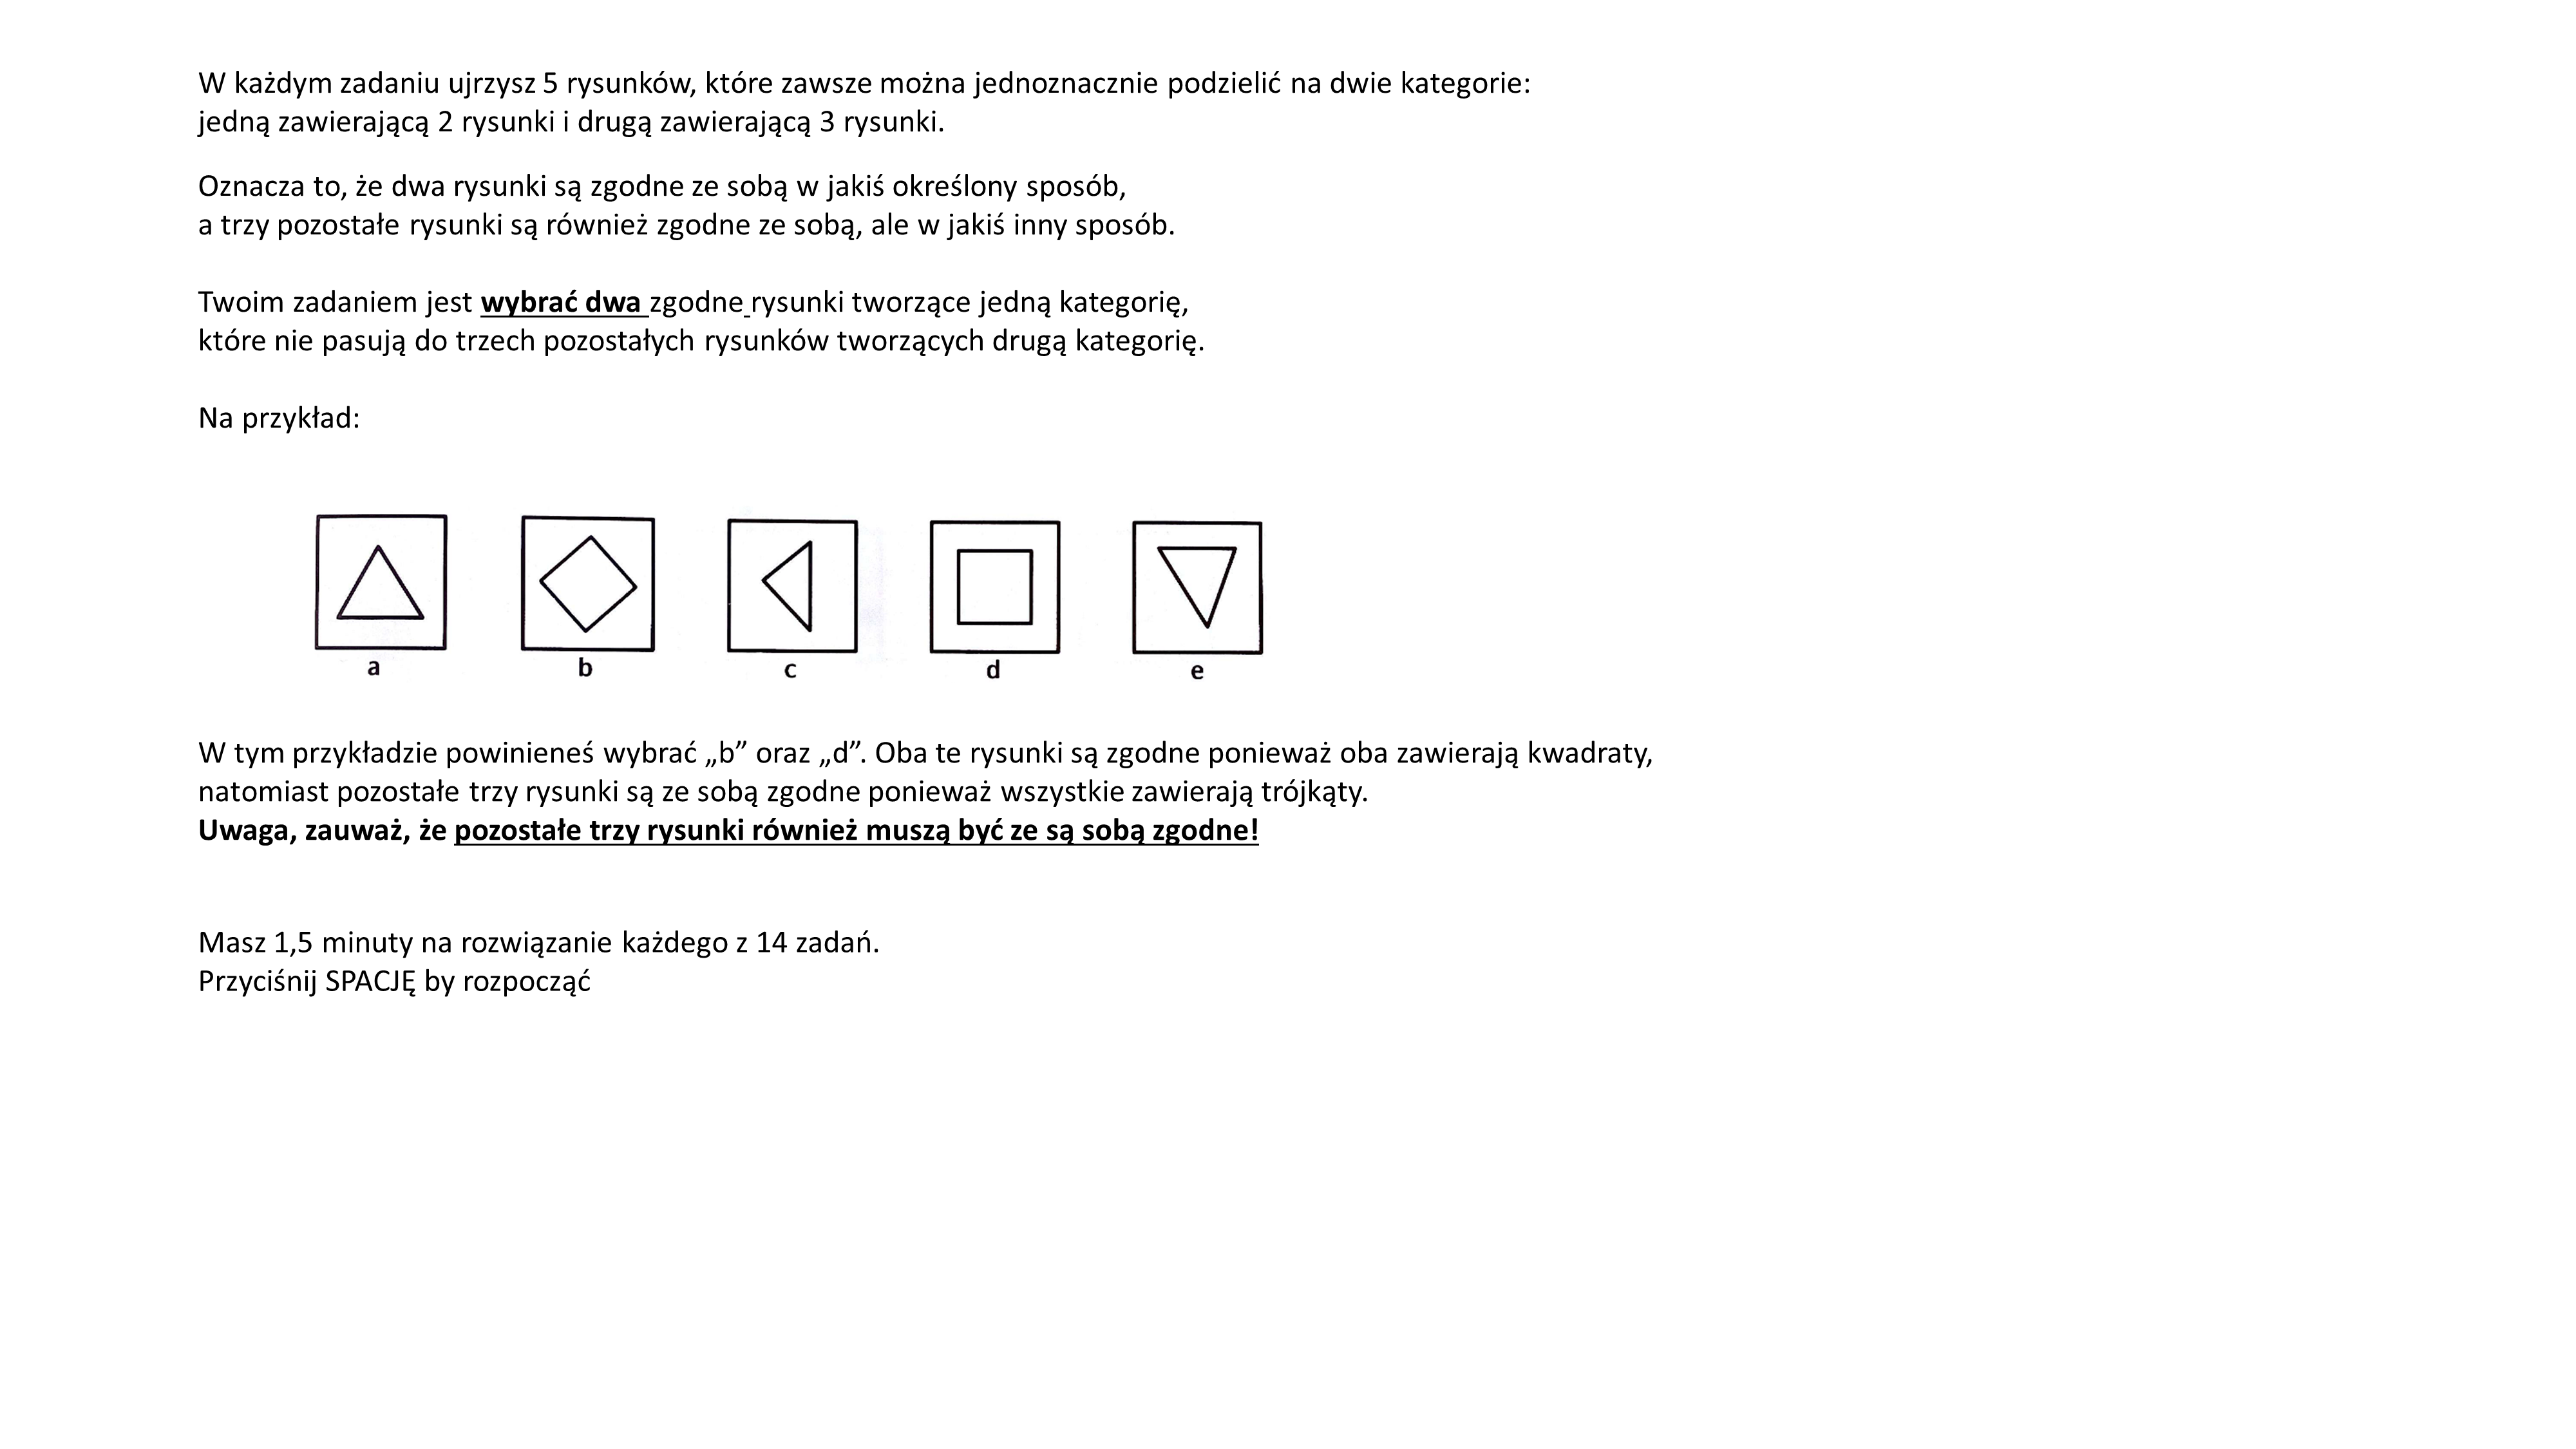 W każdym zadaniu ujrzysz 5 rysunków, które zawsze można jednoznacznie podzielić na dwie kategorie:
jedną zawierającą 2 rysunki i drugą zawierającą 3 rysunki.
Oznacza to, że dwa rysunki są zgodne ze sobą w jakiś określony sposób,
a trzy pozostałe rysunki są również zgodne ze sobą, ale w jakiś inny sposób.
Twoim zadaniem jest wybrać dwa zgodne rysunki tworzące jedną kategorię,
które nie pasują do trzech pozostałych rysunków tworzących drugą kategorię.
Na przykład:
a b c d e
W tym przykładzie powinieneś wybrać „b” oraz „d”. Oba te rysunki są zgodne ponieważ oba zawierają kwadraty,
natomiast pozostałe trzy rysunki są ze sobą zgodne ponieważ wszystkie zawierają trójkąty.
Uwaga, zauważ, że pozostałe trzy rysunki również muszą być ze są sobą zgodne!
Masz 1,5 minuty na rozwiązanie każdego z 14 zadań.
Przyciśnij SPACJĘ by rozpocząć